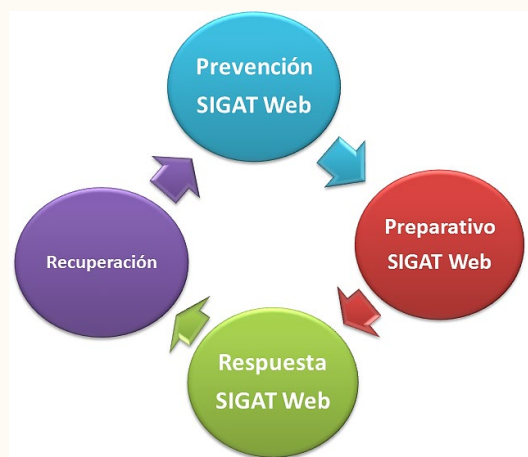 Prevención
SIGAT Web
Preparativo
SIGAT Web
Respuesta
SIGAT Web
Recuperación